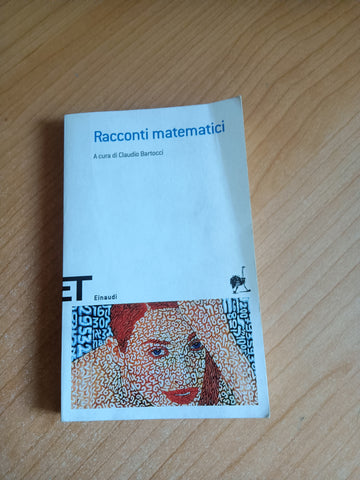 Racconti matematici
A cura di Claudio Bartocci
ET
Einaudi